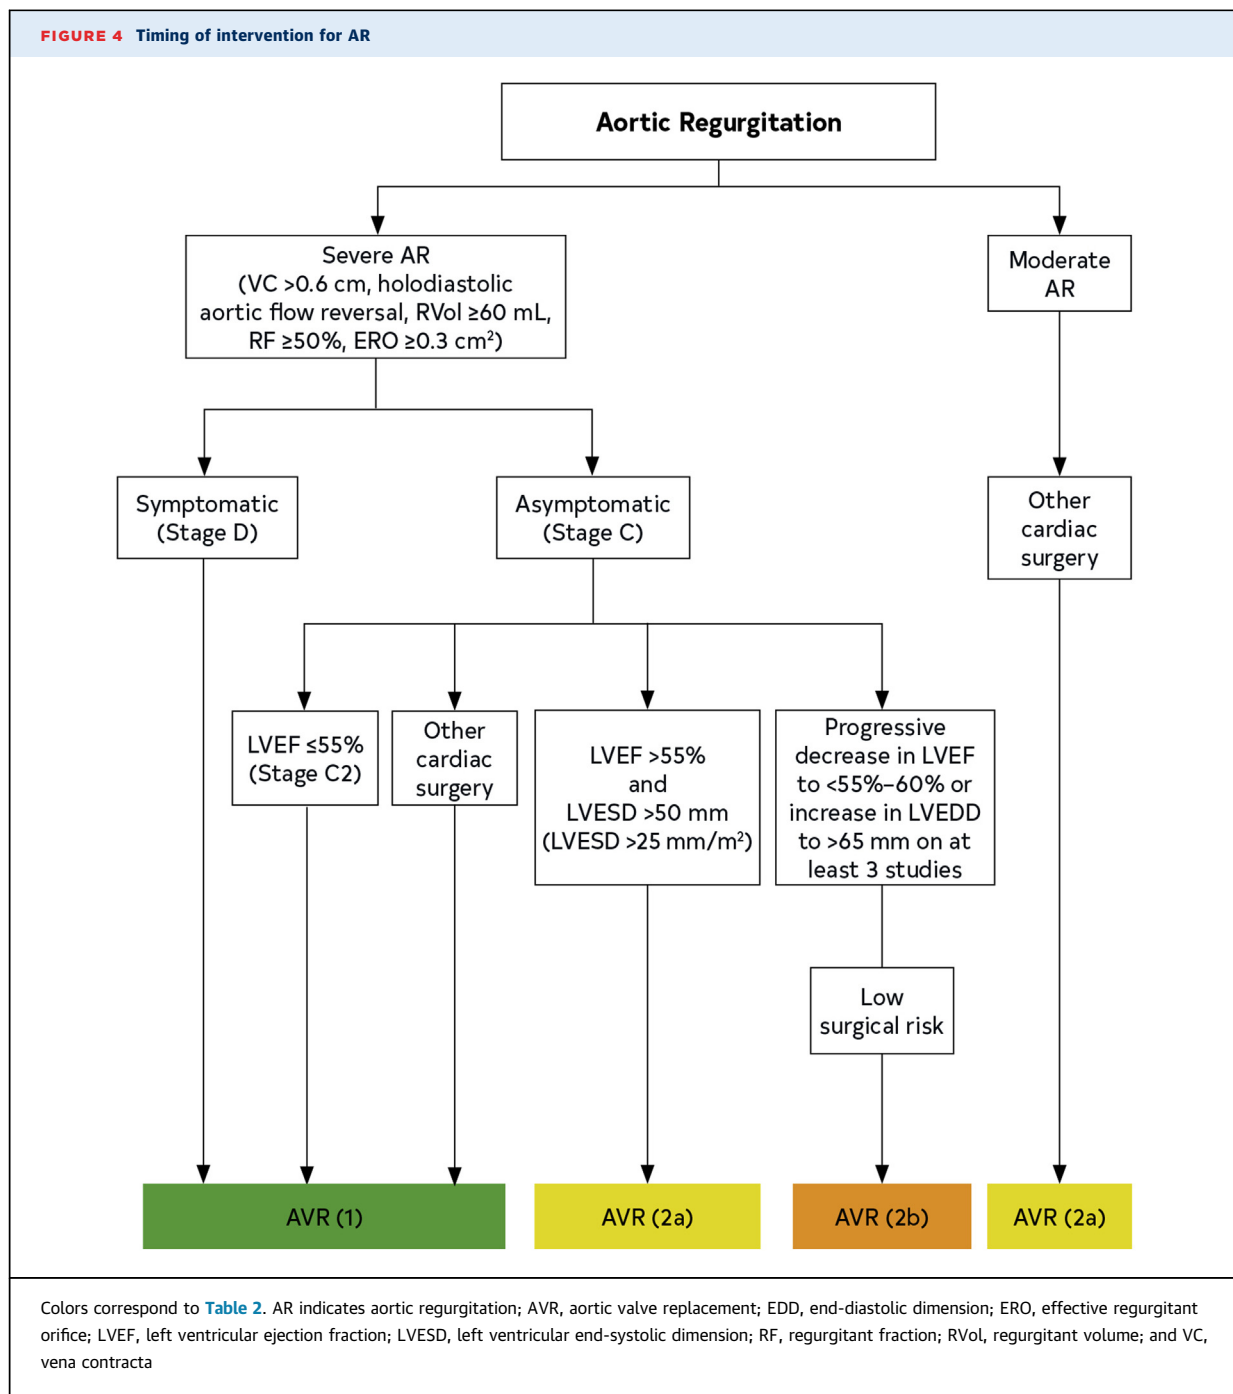 FIGURE 4 Timing of intervention for AR
Aortic Regurgitation
Severe AR
(VC >0.6 cm, holodiastolic
aortic flow reversal, RVol ≥60 mL,
RF ≥50%, ERO ≥0.3 cm²)
Moderate
AR
Symptomatic
(Stage D)
Asymptomatic
(Stage C)
Other
cardiac
surgery
LVEF ≤55%
(Stage C2)
Other
cardiac
surgery
LVEF >55%
and
LVESD >50 mm
(LVESD >25 mm/m²)
Progressive
decrease in LVEF
to <55%–60% or
increase in LVEDD
to >65 mm on at
least 3 studies
Low
surgical risk
AVR (1)
AVR (2a)
AVR (2b)
AVR (2a)
Colors correspond to Table 2. AR indicates aortic regurgitation; AVR, aortic valve replacement; EDD, end-diastolic dimension; ERO, effective regurgitant
orifice; LVEF, left ventricular ejection fraction; LVESD, left ventricular end-systolic dimension; RF, regurgitant fraction; RVol, regurgitant volume; and VC,
vena contracta